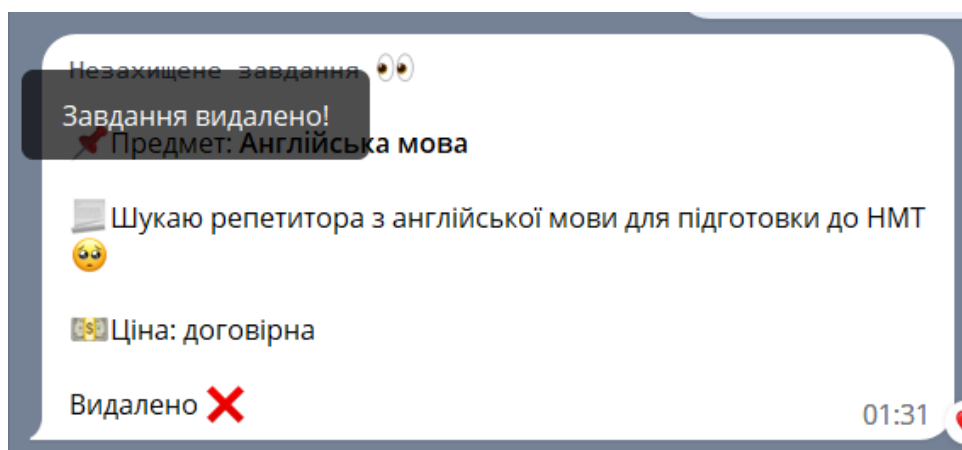 Незахищене завдання 👀
Завдання видалено!
📌Предмет: Англійська мова
📃Шукаю репетитора з англійської мови для підготовки до НМТ
🥺
💵Ціна: договірна
Видалено ❌
01:31